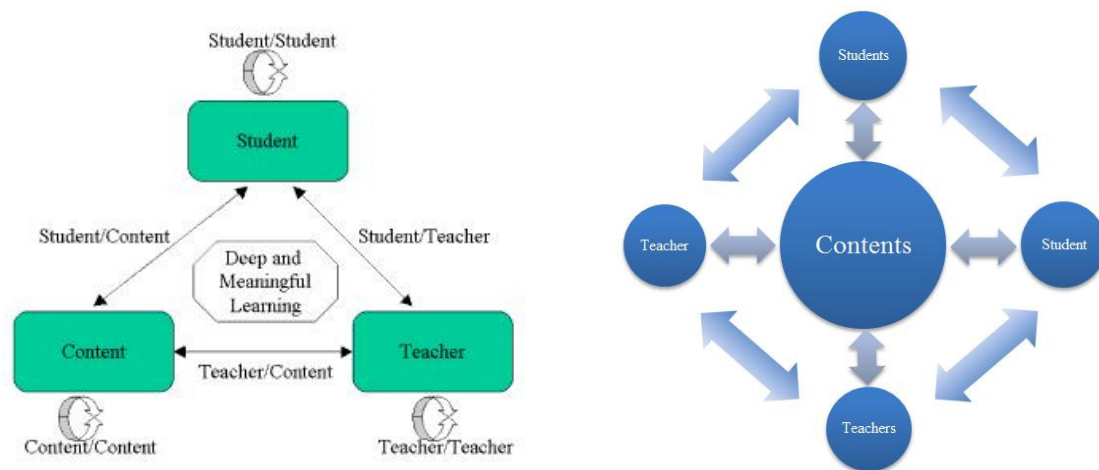 Student/Student
Student
Student/Content
Student/Teacher
Deep and
Meaningful
Learning
Content
Teacher
Teacher/Content
Content/Content
Teacher/Teacher
Students
Teacher
Contents
Student
Teachers